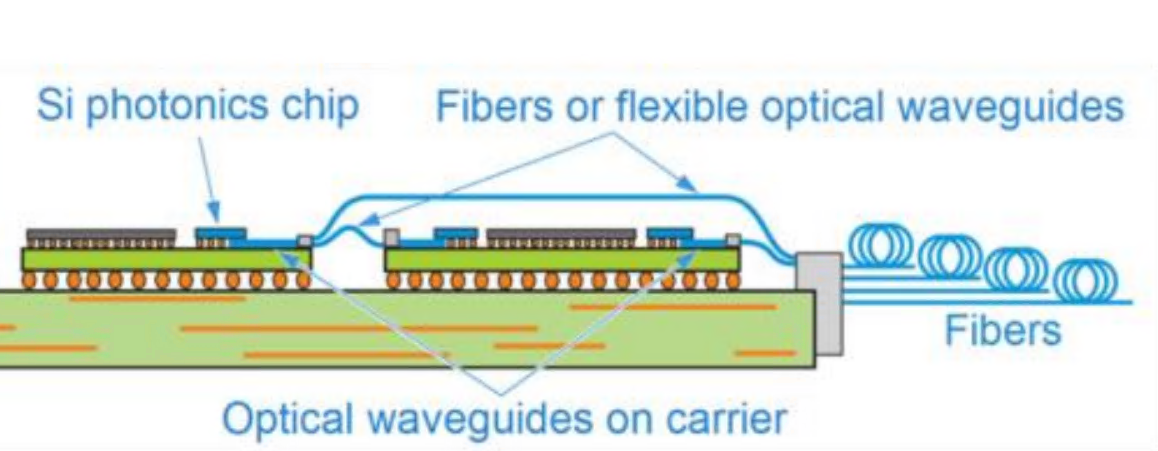 Si photonics chip
Fibers or flexible optical waveguides
Fibers
Optical waveguides on carrier